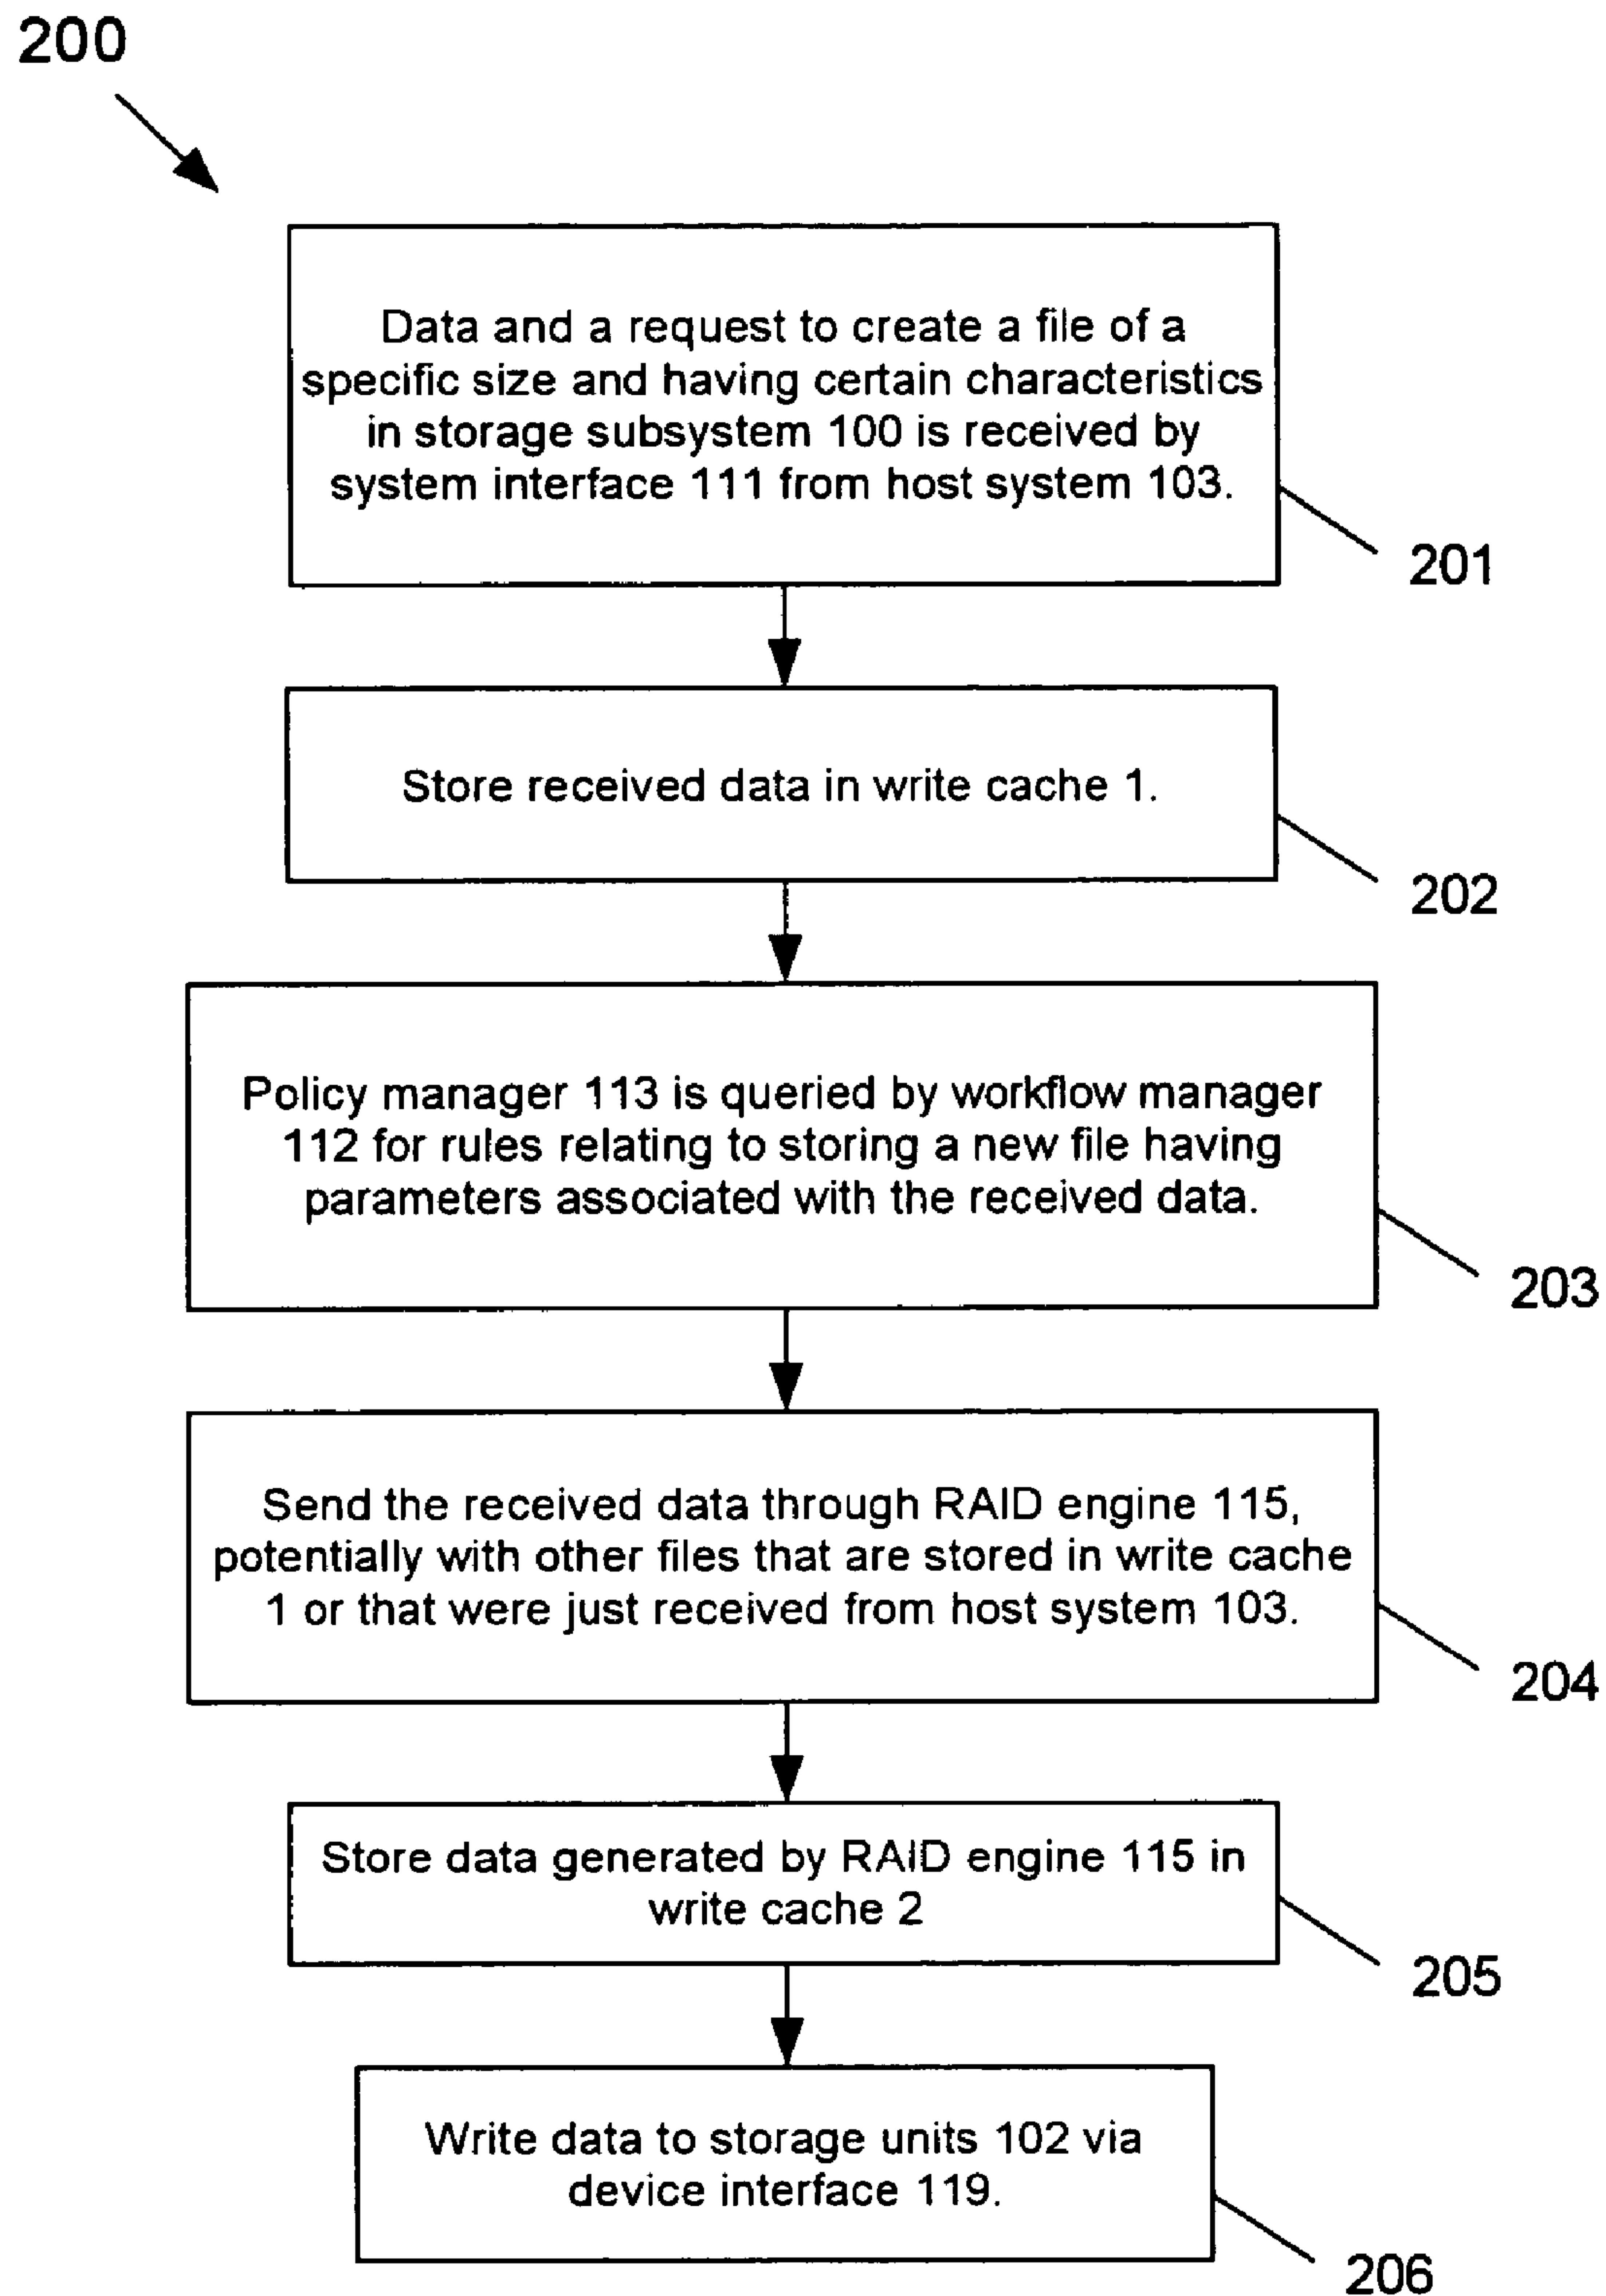 200
Data and a request to create a file of a
specific size and having certain characteristics
in storage subsystem 100 is received by
system interface 111 from host system 103.
201
Store received data in write cache 1.
202
Policy manager 113 is queried by workflow manager
112 for rules relating to storing a new file having
parameters associated with the received data.
203
Send the received data through RAID engine 115,
potentially with other files that are stored in write cache
1 or that were just received from host system 103.
204
Store data generated by RAID engine 115 in
write cache 2
205
Write data to storage units 102 via
device interface 119.
206